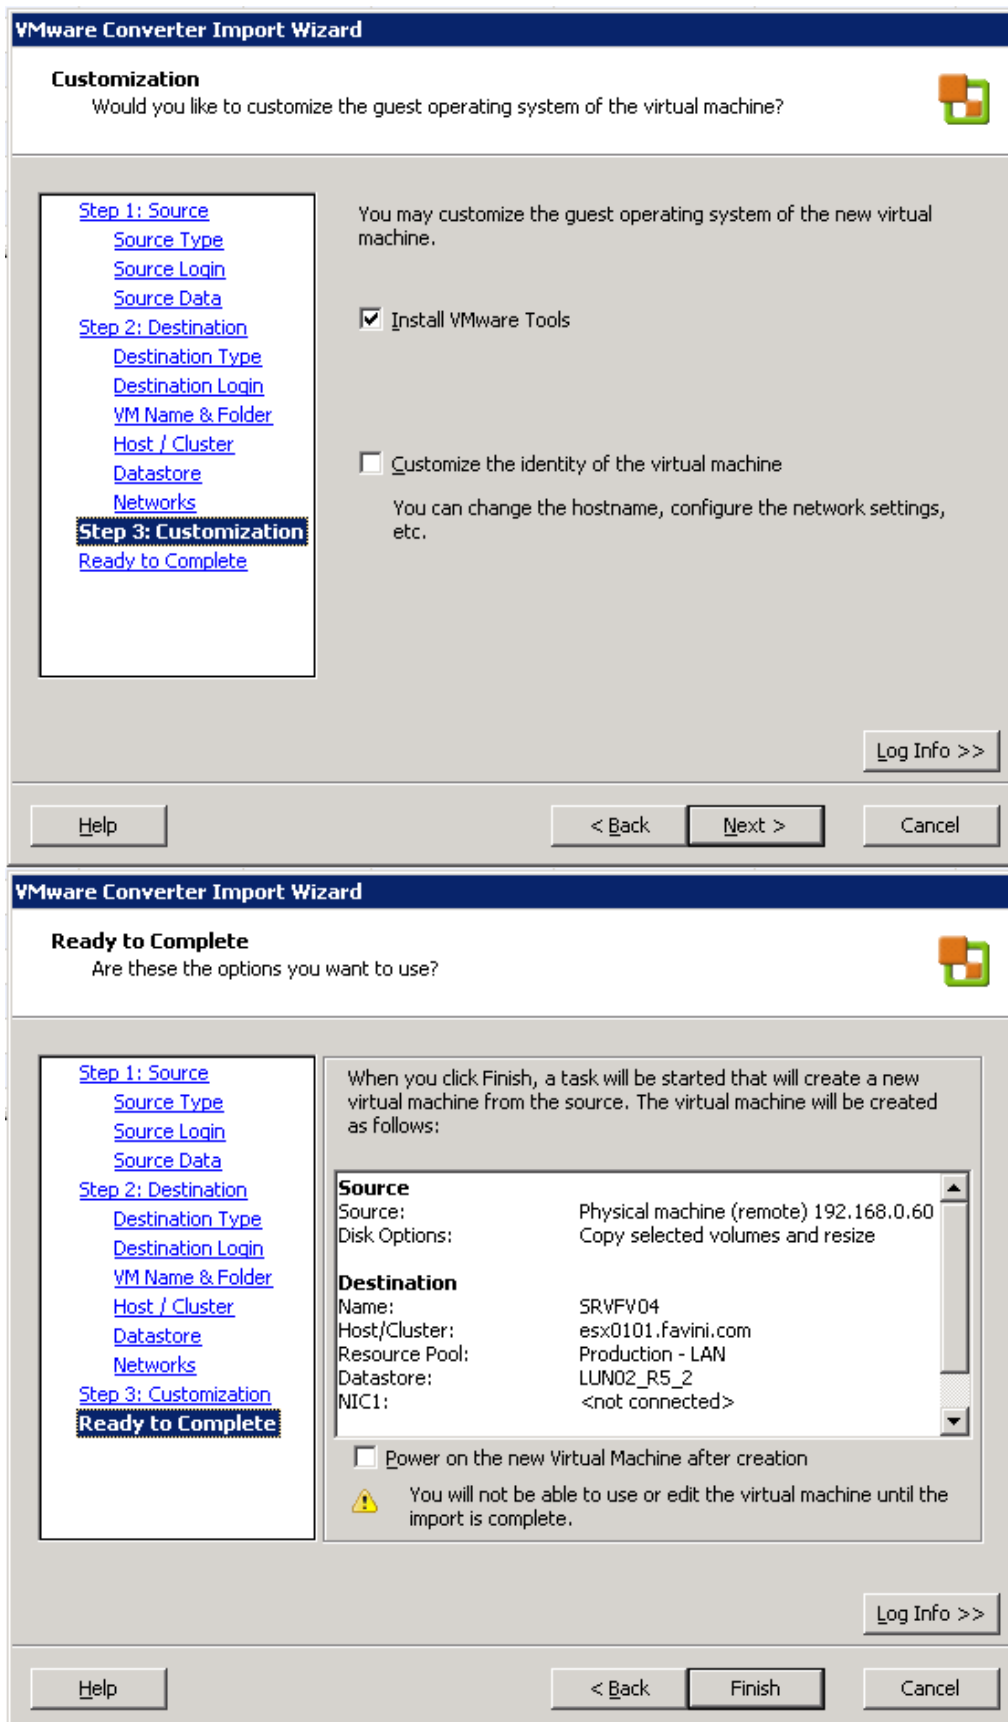 VMware Converter Import Wizard
Customization
Would you like to customize the guest operating system of the virtual machine?
Step 1: Source
Source Type
Source Login
Source Data
Step 2: Destination
Destination Type
Destination Login
VM Name & Folder
Host / Cluster
Datastore
Networks
Step 3: Customization
Ready to Complete
You may customize the guest operating system of the new virtual
machine.
Install VMware Tools
Customize the identity of the virtual machine
You can change the hostname, configure the network settings,
etc.
Log Info >>
Help
< Back
Next >
Cancel
VMware Converter Import Wizard
Ready to Complete
Are these the options you want to use?
Step 1: Source
Source Type
Source Login
Source Data
Step 2: Destination
Destination Type
Destination Login
VM Name & Folder
Host / Cluster
Datastore
Networks
Step 3: Customization
Ready to Complete
When you click Finish, a task will be started that will create a new
virtual machine from the source. The virtual machine will be created
as follows:
Source
Source: Physical machine (remote) 192.168.0.60
Disk Options: Copy selected volumes and resize
Destination
Name: SRVFV04
Host/Cluster: esx0101.favini.com
Resource Pool: Production - LAN
Datastore: LUN02_R5_2
NIC1: <not connected>
Power on the new Virtual Machine after creation
You will not be able to use or edit the virtual machine until the
import is complete.
Log Info >>
Help
< Back
Finish
Cancel